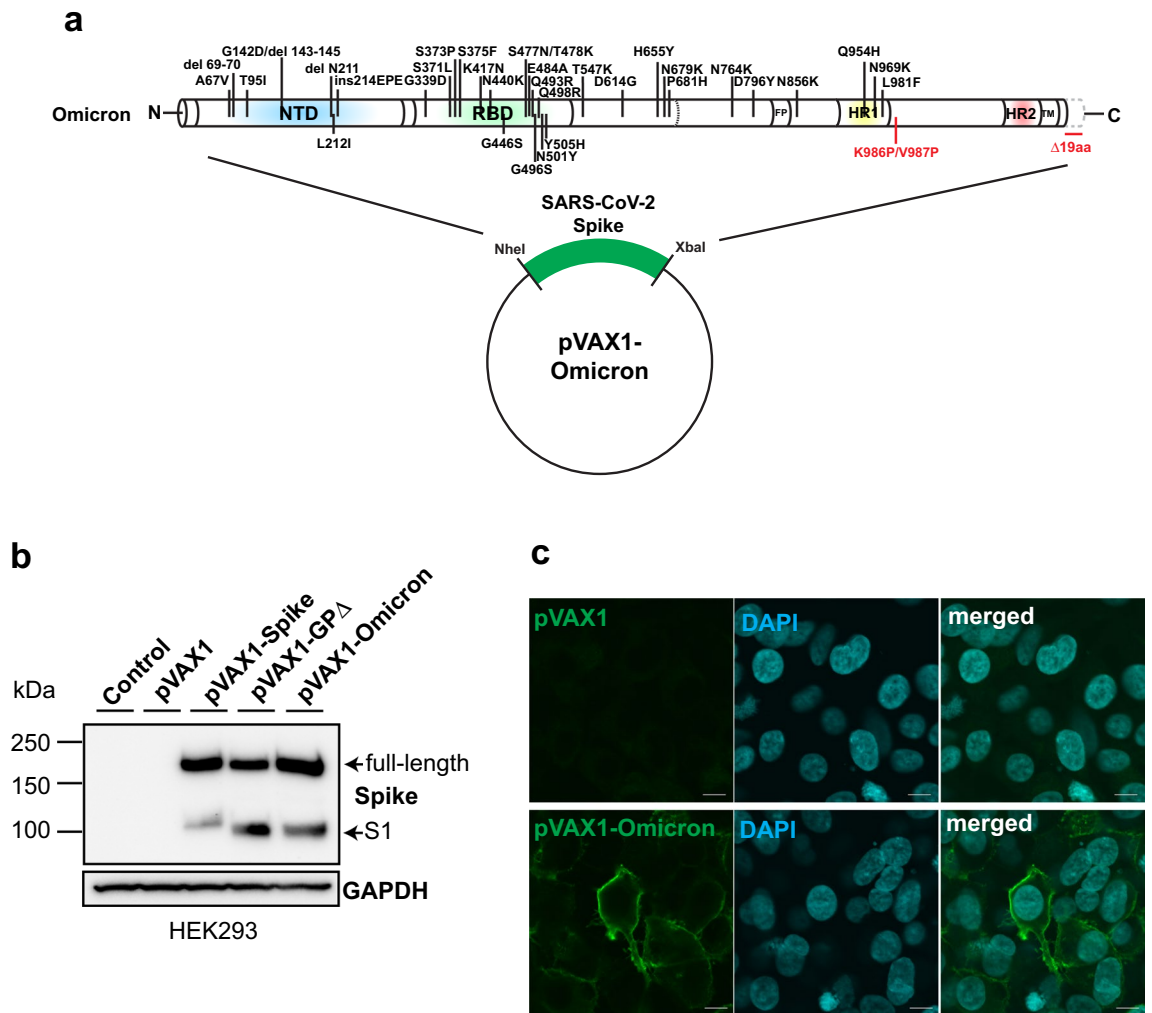 a
G142D/del 143-145
S373P S375F
S477N/T478K
H655Y
Q954H
del 69-70
del N211
S371L
K417N
E484A
T547K
N679K
N764K
N969K
A67V
T95I
ins214EPE
G339D
N440K
Q493R
D614G
P681H
D796Y
N856K
L981F
Q498R
Omicron
N
NTD
RBD
FP
HR1
HR2
TM
C
L212I
G446S
Y505H
N501Y
G496S
K986P/V987P
Δ19aa
SARS-CoV-2
Spike
NheI
XbaI
pVAX1-
Omicron
b
Control
pVAX1
pVAX1-Spike
pVAX1-GPΔ
pVAX1-Omicron
kDa
250
150
100
full-length
Spike
S1
GAPDH
HEK293
c
pVAX1
DAPI
merged
pVAX1-Omicron
DAPI
merged